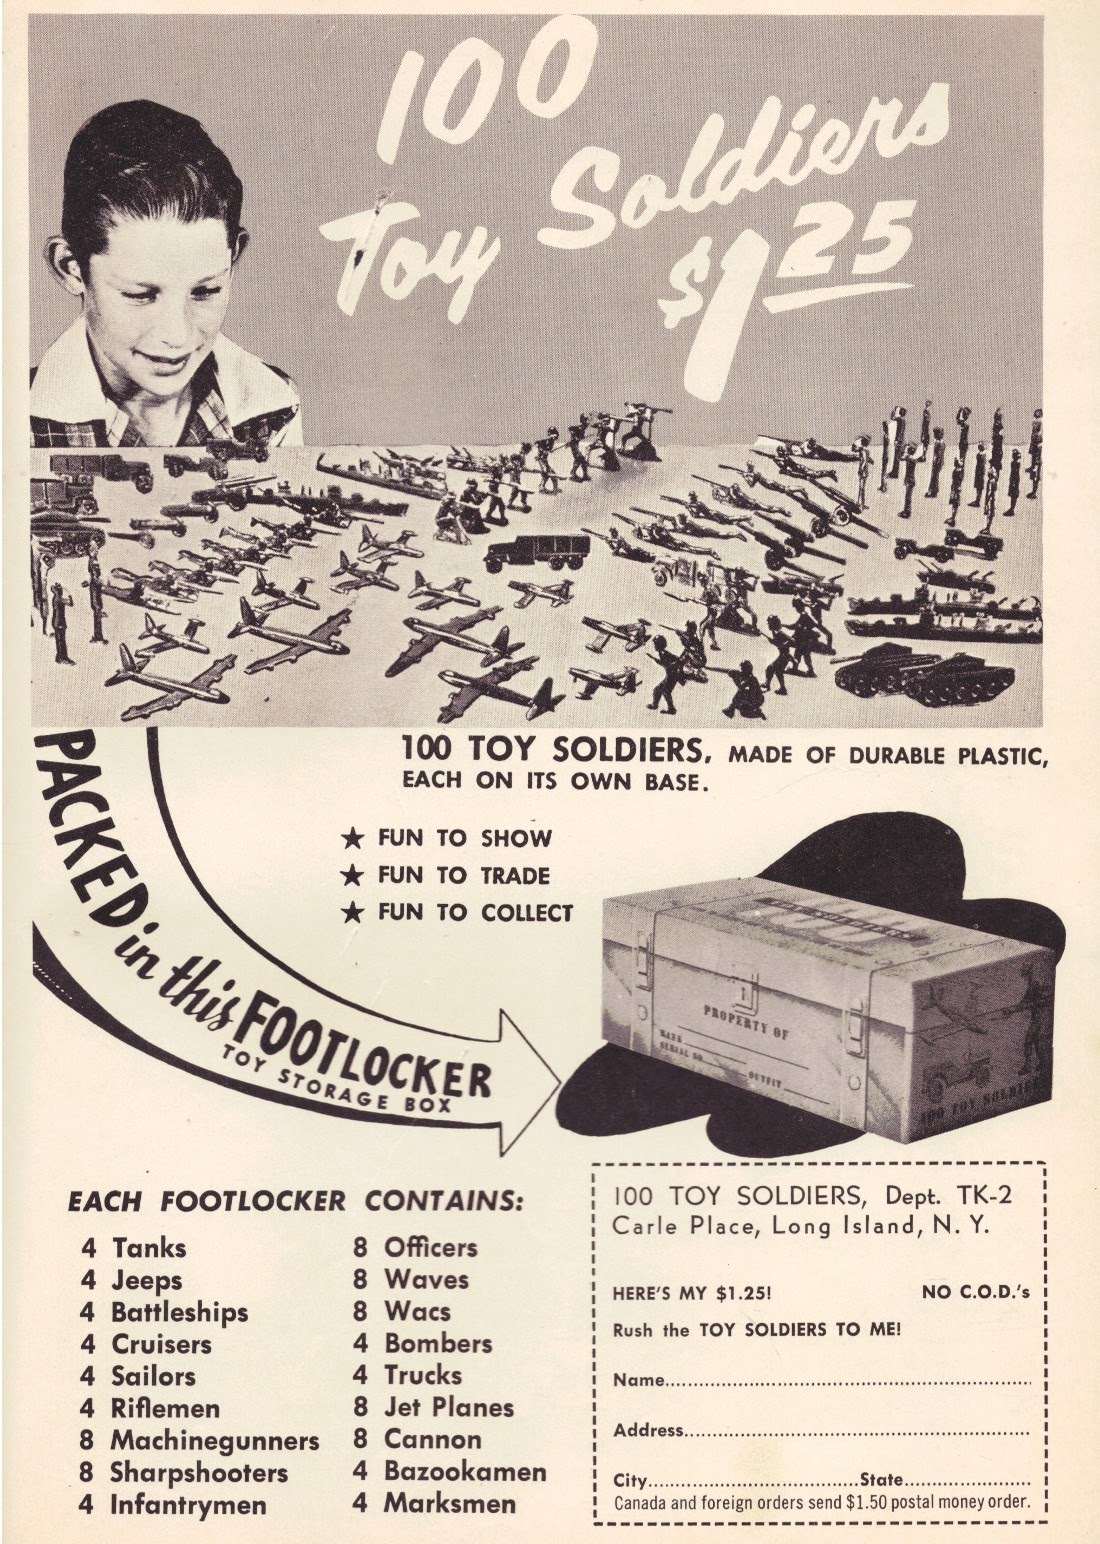 100
Toy Soldiers
$1 25
100 TOY SOLDIERS, MADE OF DURABLE PLASTIC,
EACH ON ITS OWN BASE.
★ FUN TO SHOW
★ FUN TO TRADE
★ FUN TO COLLECT
PACKED in this FOOTLOCKER
TOY STORAGE BOX
PROPERTY OF
NAME
SERIAL NO.
OUTFIT
100 TOY SOLDIERS
EACH FOOTLOCKER CONTAINS:
4 Tanks
4 Jeeps
4 Battleships
4 Cruisers
4 Sailors
4 Riflemen
8 Machinegunners
8 Sharpshooters
4 Infantrymen
8 Officers
8 Waves
8 Wacs
4 Bombers
4 Trucks
8 Jet Planes
8 Cannon
4 Bazookamen
4 Marksmen
100 TOY SOLDIERS, Dept. TK-2
Carle Place, Long Island, N. Y.
HERE'S MY $1.25! NO C.O.D.'s
Rush the TOY SOLDIERS TO ME!
Name
Address
City State
Canada and foreign orders send $1.50 postal money order.